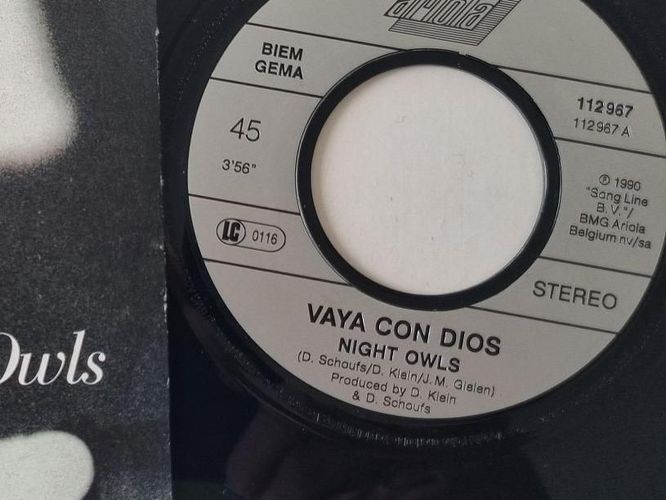 ariola
BIEM
GEMA
45
3'56"
LC 0116
112 967
112 967 A
℗ 1990
"Song Line
B. V."/
BMG Ariola
Belgium nv/sa
STEREO
VAYA CON DIOS
NIGHT OWLS
(D. Schoufs/D. Klein/J. M. Gielen)
Produced by D. Klein
& D. Schoufs
Owls